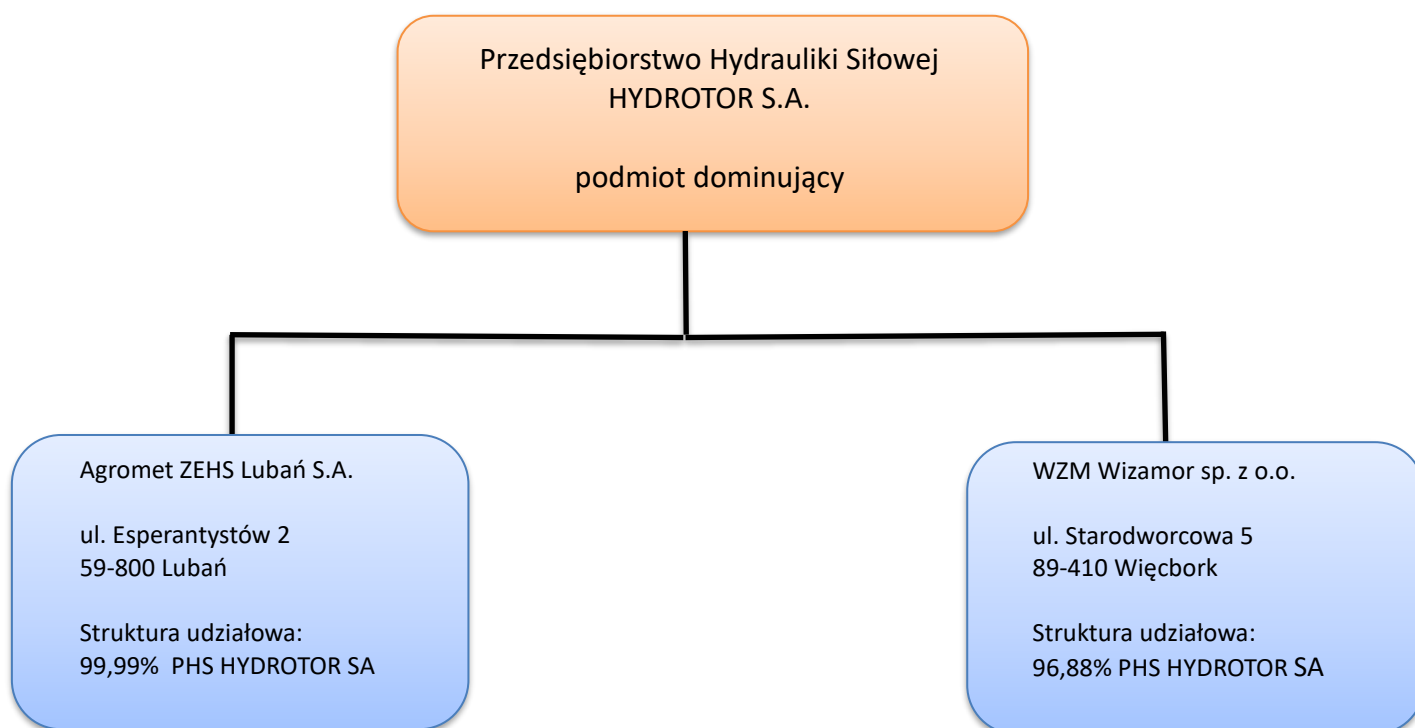 Przedsiębiorstwo Hydrauliki Siłowej
HYDROTOR S.A.
podmiot dominujący
Agromet ZEHS Lubań S.A.
ul. Esperantystów 2
59-800 Lubań
Struktura udziałowa:
99,99% PHS HYDROTOR SA
WZM Wizamor sp. z o.o.
ul. Starodworcowa 5
89-410 Więcbork
Struktura udziałowa:
96,88% PHS HYDROTOR SA